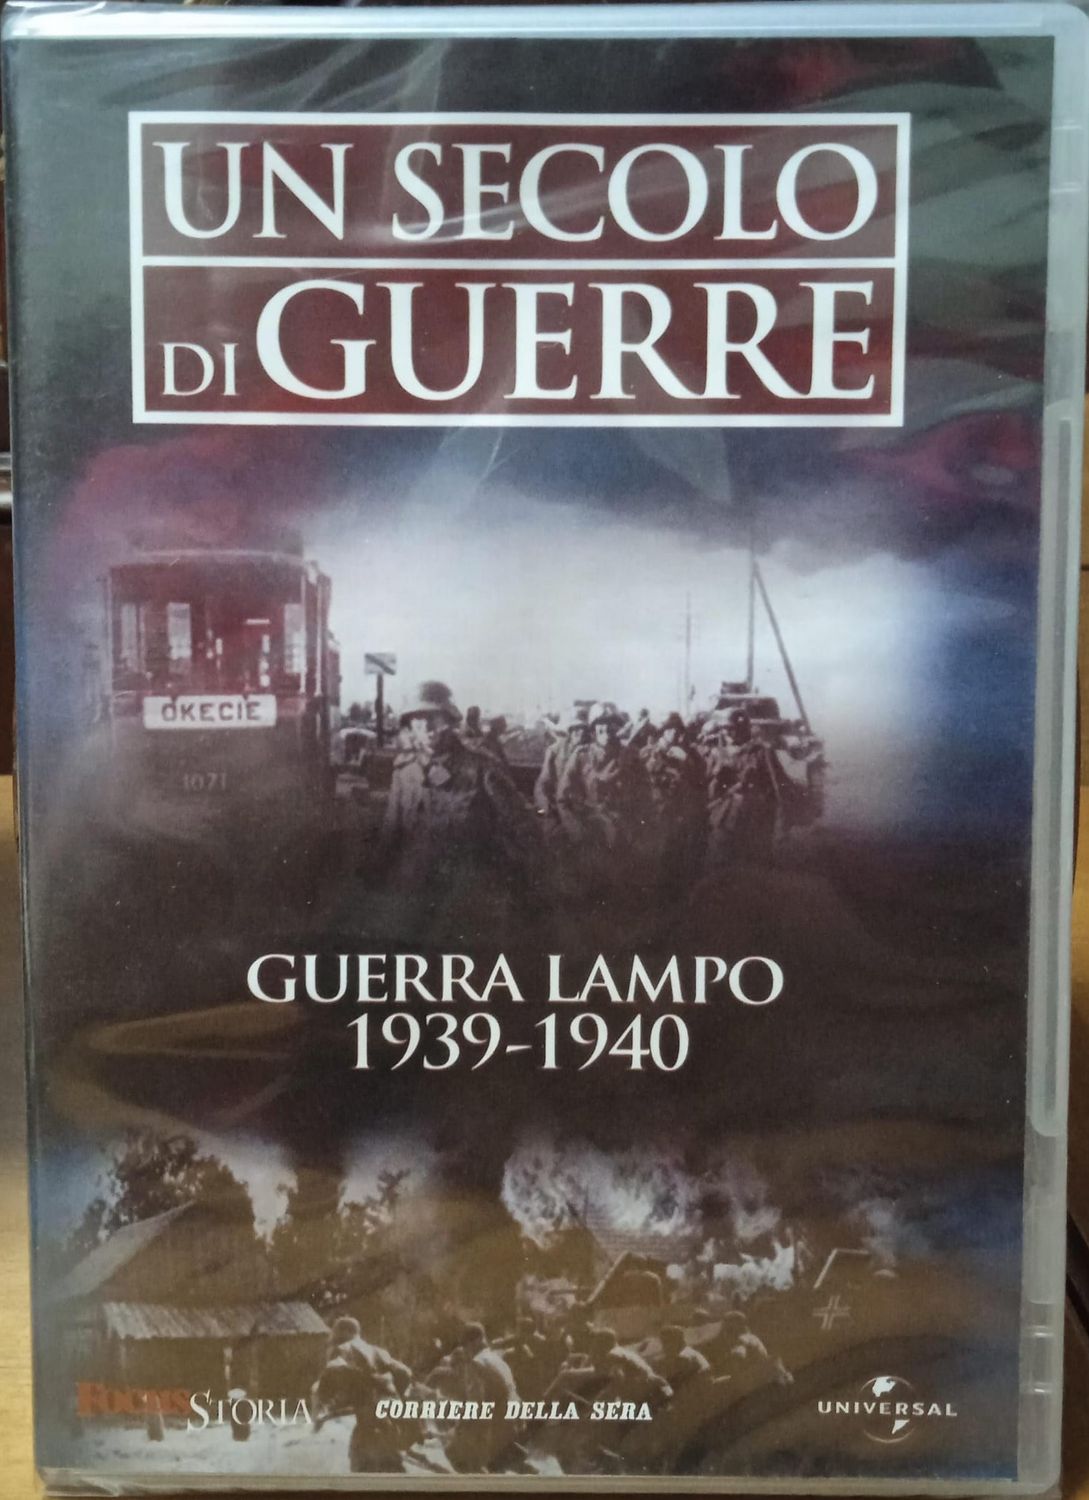 UN SECOLO
DI GUERRE
OKECIE
1071
GUERRA LAMPO
1939-1940
FOCUS STORIA
CORRIERE DELLA SERA
UNIVERSAL